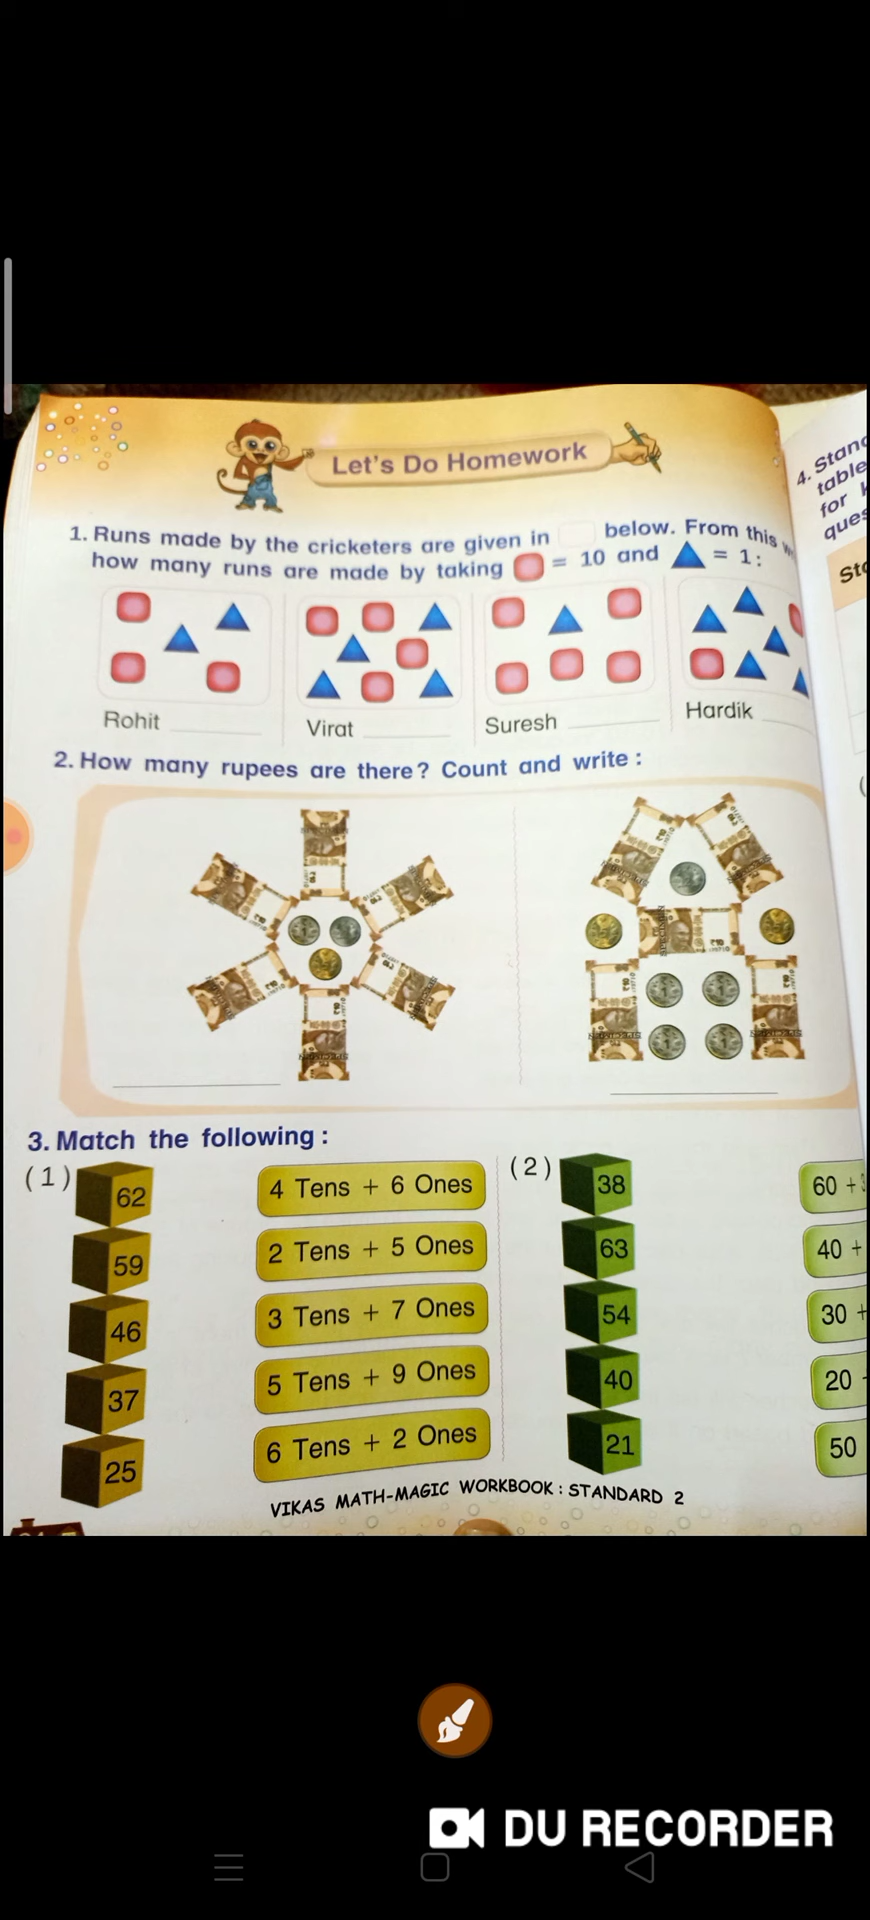 Let's Do Homework
1. Runs made by the cricketers are given in below. From this
how many runs are made by taking = 10 and = 1 :
Rohit
Virat
Suresh
Hardik
2. How many rupees are there? Count and write :
3. Match the following :
(1)
62
4 Tens + 6 Ones
59
2 Tens + 5 Ones
46
3 Tens + 7 Ones
37
5 Tens + 9 Ones
25
6 Tens + 2 Ones
(2)
38
60 +
63
40 +
54
30 +
40
20
21
50
VIKAS MATH-MAGIC WORKBOOK : STANDARD 2
4. Stand
table
for
ques
DU RECORDER